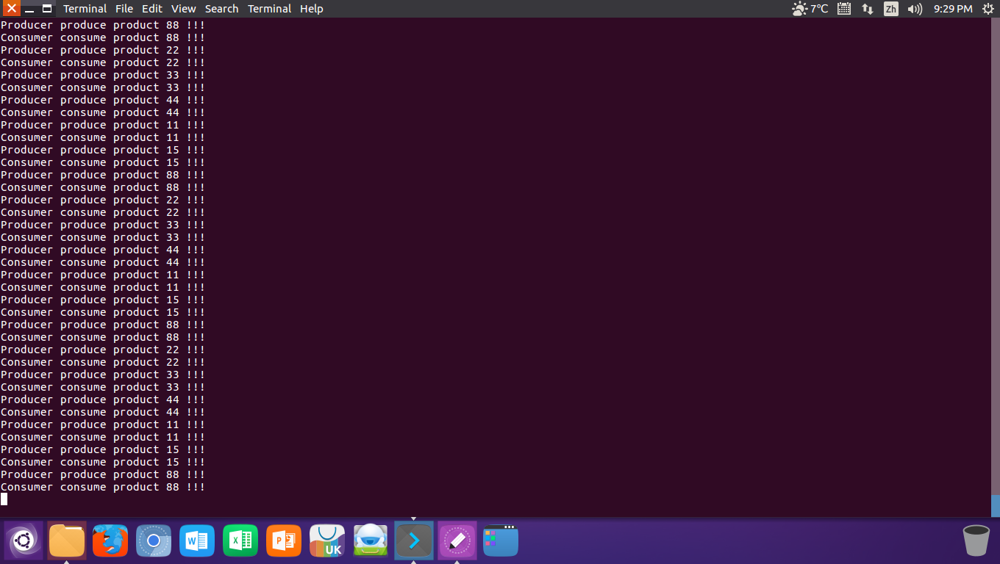 Terminal File Edit View Search Terminal Help 7℃ Zh 9:29 PM
Producer produce product 88 !!!
Consumer consume product 88 !!!
Producer produce product 22 !!!
Consumer consume product 22 !!!
Producer produce product 33 !!!
Consumer consume product 33 !!!
Producer produce product 44 !!!
Consumer consume product 44 !!!
Producer produce product 11 !!!
Consumer consume product 11 !!!
Producer produce product 15 !!!
Consumer consume product 15 !!!
Producer produce product 88 !!!
Consumer consume product 88 !!!
Producer produce product 22 !!!
Consumer consume product 22 !!!
Producer produce product 33 !!!
Consumer consume product 33 !!!
Producer produce product 44 !!!
Consumer consume product 44 !!!
Producer produce product 11 !!!
Consumer consume product 11 !!!
Producer produce product 15 !!!
Consumer consume product 15 !!!
Producer produce product 88 !!!
Consumer consume product 88 !!!
Producer produce product 22 !!!
Consumer consume product 22 !!!
Producer produce product 33 !!!
Consumer consume product 33 !!!
Producer produce product 44 !!!
Consumer consume product 44 !!!
Producer produce product 11 !!!
Consumer consume product 11 !!!
Producer produce product 15 !!!
Consumer consume product 15 !!!
Producer produce product 88 !!!
Consumer consume product 88 !!!
W X P UK